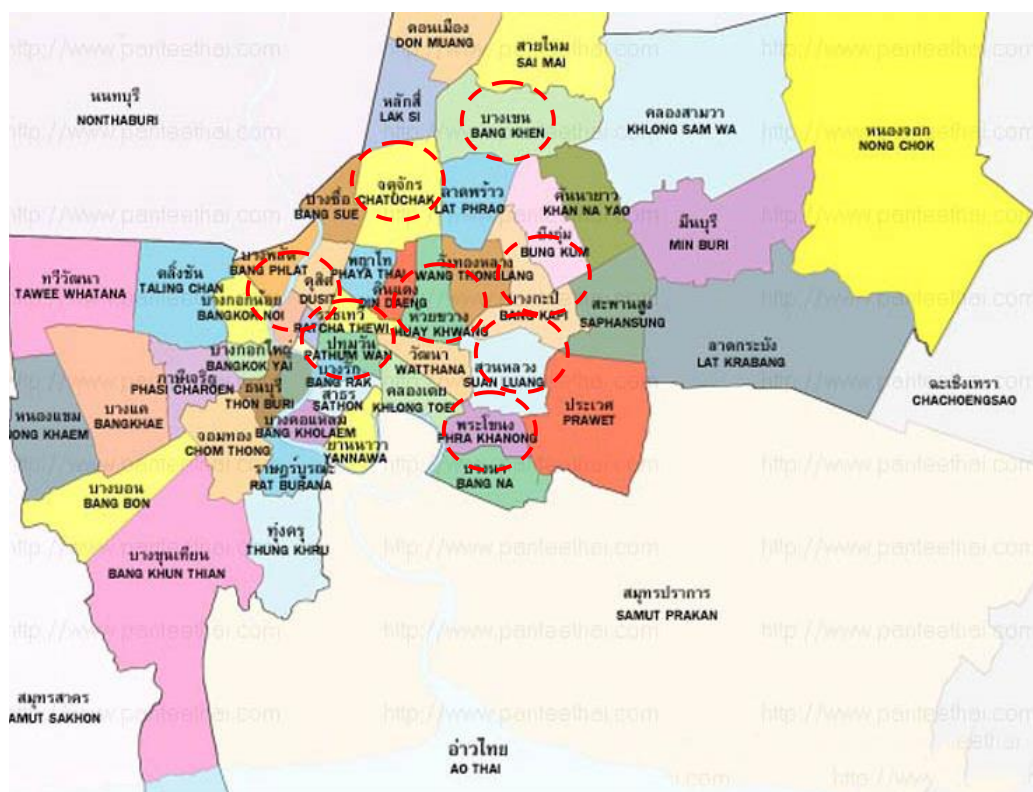 ดอนเมือง
DON MUANG
สายไหม
SAI MAI
http://www.panteethai.com
นนทบุรี
NONTHABURI
หลักสี่
LAK SI
บางเขน
BANG KHEN
คลองสามวา
KHLONG SAM WA
หนองจอก
NONG CHOK
จตุจักร
CHATUCHAK
ลาดพร้าว
LAT PHRAO
คันนายาว
KHAN NA YAO
บางซื่อ
BANG SUE
บึงกุ่ม
BUNG KUM
มีนบุรี
MIN BURI
ทวีวัฒนา
TAWEE WHATANA
ตลิ่งชัน
TALING CHAN
บางพลัด
BANG PHLAT
ดุสิต
DUSIT
พญาไท
PHAYA THAI
วังทองหลาง
WANG THONGLANG
ดินแดง
DIN DAENG
บางกอกน้อย
BANGKOK NOI
ราชเทวี
RATCHA THEWI
ห้วยขวาง
HUAY KHWANG
บางกะปิ
BANG KAPI
สะพานสูง
SAPHANSUNG
ลาดกระบัง
LAT KRABANG
ปทุมวัน
PATHUM WAN
บางกอกใหญ่
BANGKOK YAI
วัฒนา
WATTHANA
สวนหลวง
SUAN LUANG
ภาษีเจริญ
PHASI CHAROEN
บางรัก
BANG RAK
ธนบุรี
THON BURI
สาธร
SATHON
คลองเตย
KHLONG TOEI
ประเวศ
PRAWET
ฉะเชิงเทรา
CHACHOENGSAO
หนองแขม
ONG KHAEM
บางแค
BANGKHAE
จอมทอง
CHOM THONG
บางคอแหลม
BANG KHOLAEM
ยานนาวา
YANNAWA
พระโขนง
PHRA KHANONG
ราษฎร์บูรณะ
RAT BURANA
บางนา
BANG NA
บางบอน
BANG BON
ทุ่งครุ
THUNG KHRU
บางขุนเทียน
BANG KHUN THIAN
สมุทรปราการ
SAMUT PRAKAN
สมุทรสาคร
AMUT SAKHON
อ่าวไทย
AO THAI